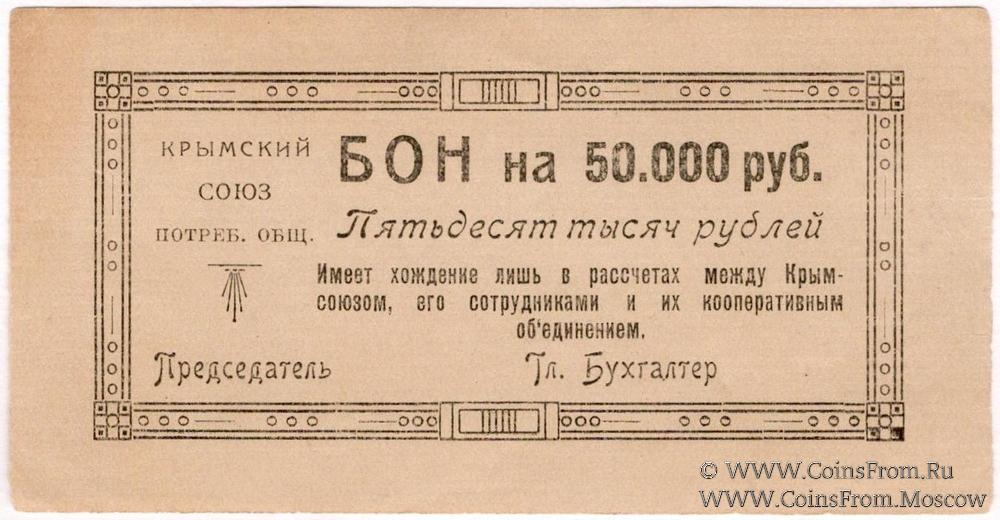 КРЫМСКИЙ
СОЮЗ
ПОТРЕБ. ОБЩ.
БОН на 50.000 руб.
Пятьдесят тысяч рублей
Имеет хождение лишь в рассчетах между Крым-
союзом, его сотрудниками и их кооперативным
об'единением.
Председатель
Гл. Бухгалтер
© WWW.CoinsFrom.Ru
WWW.CoinsFrom.Moscow